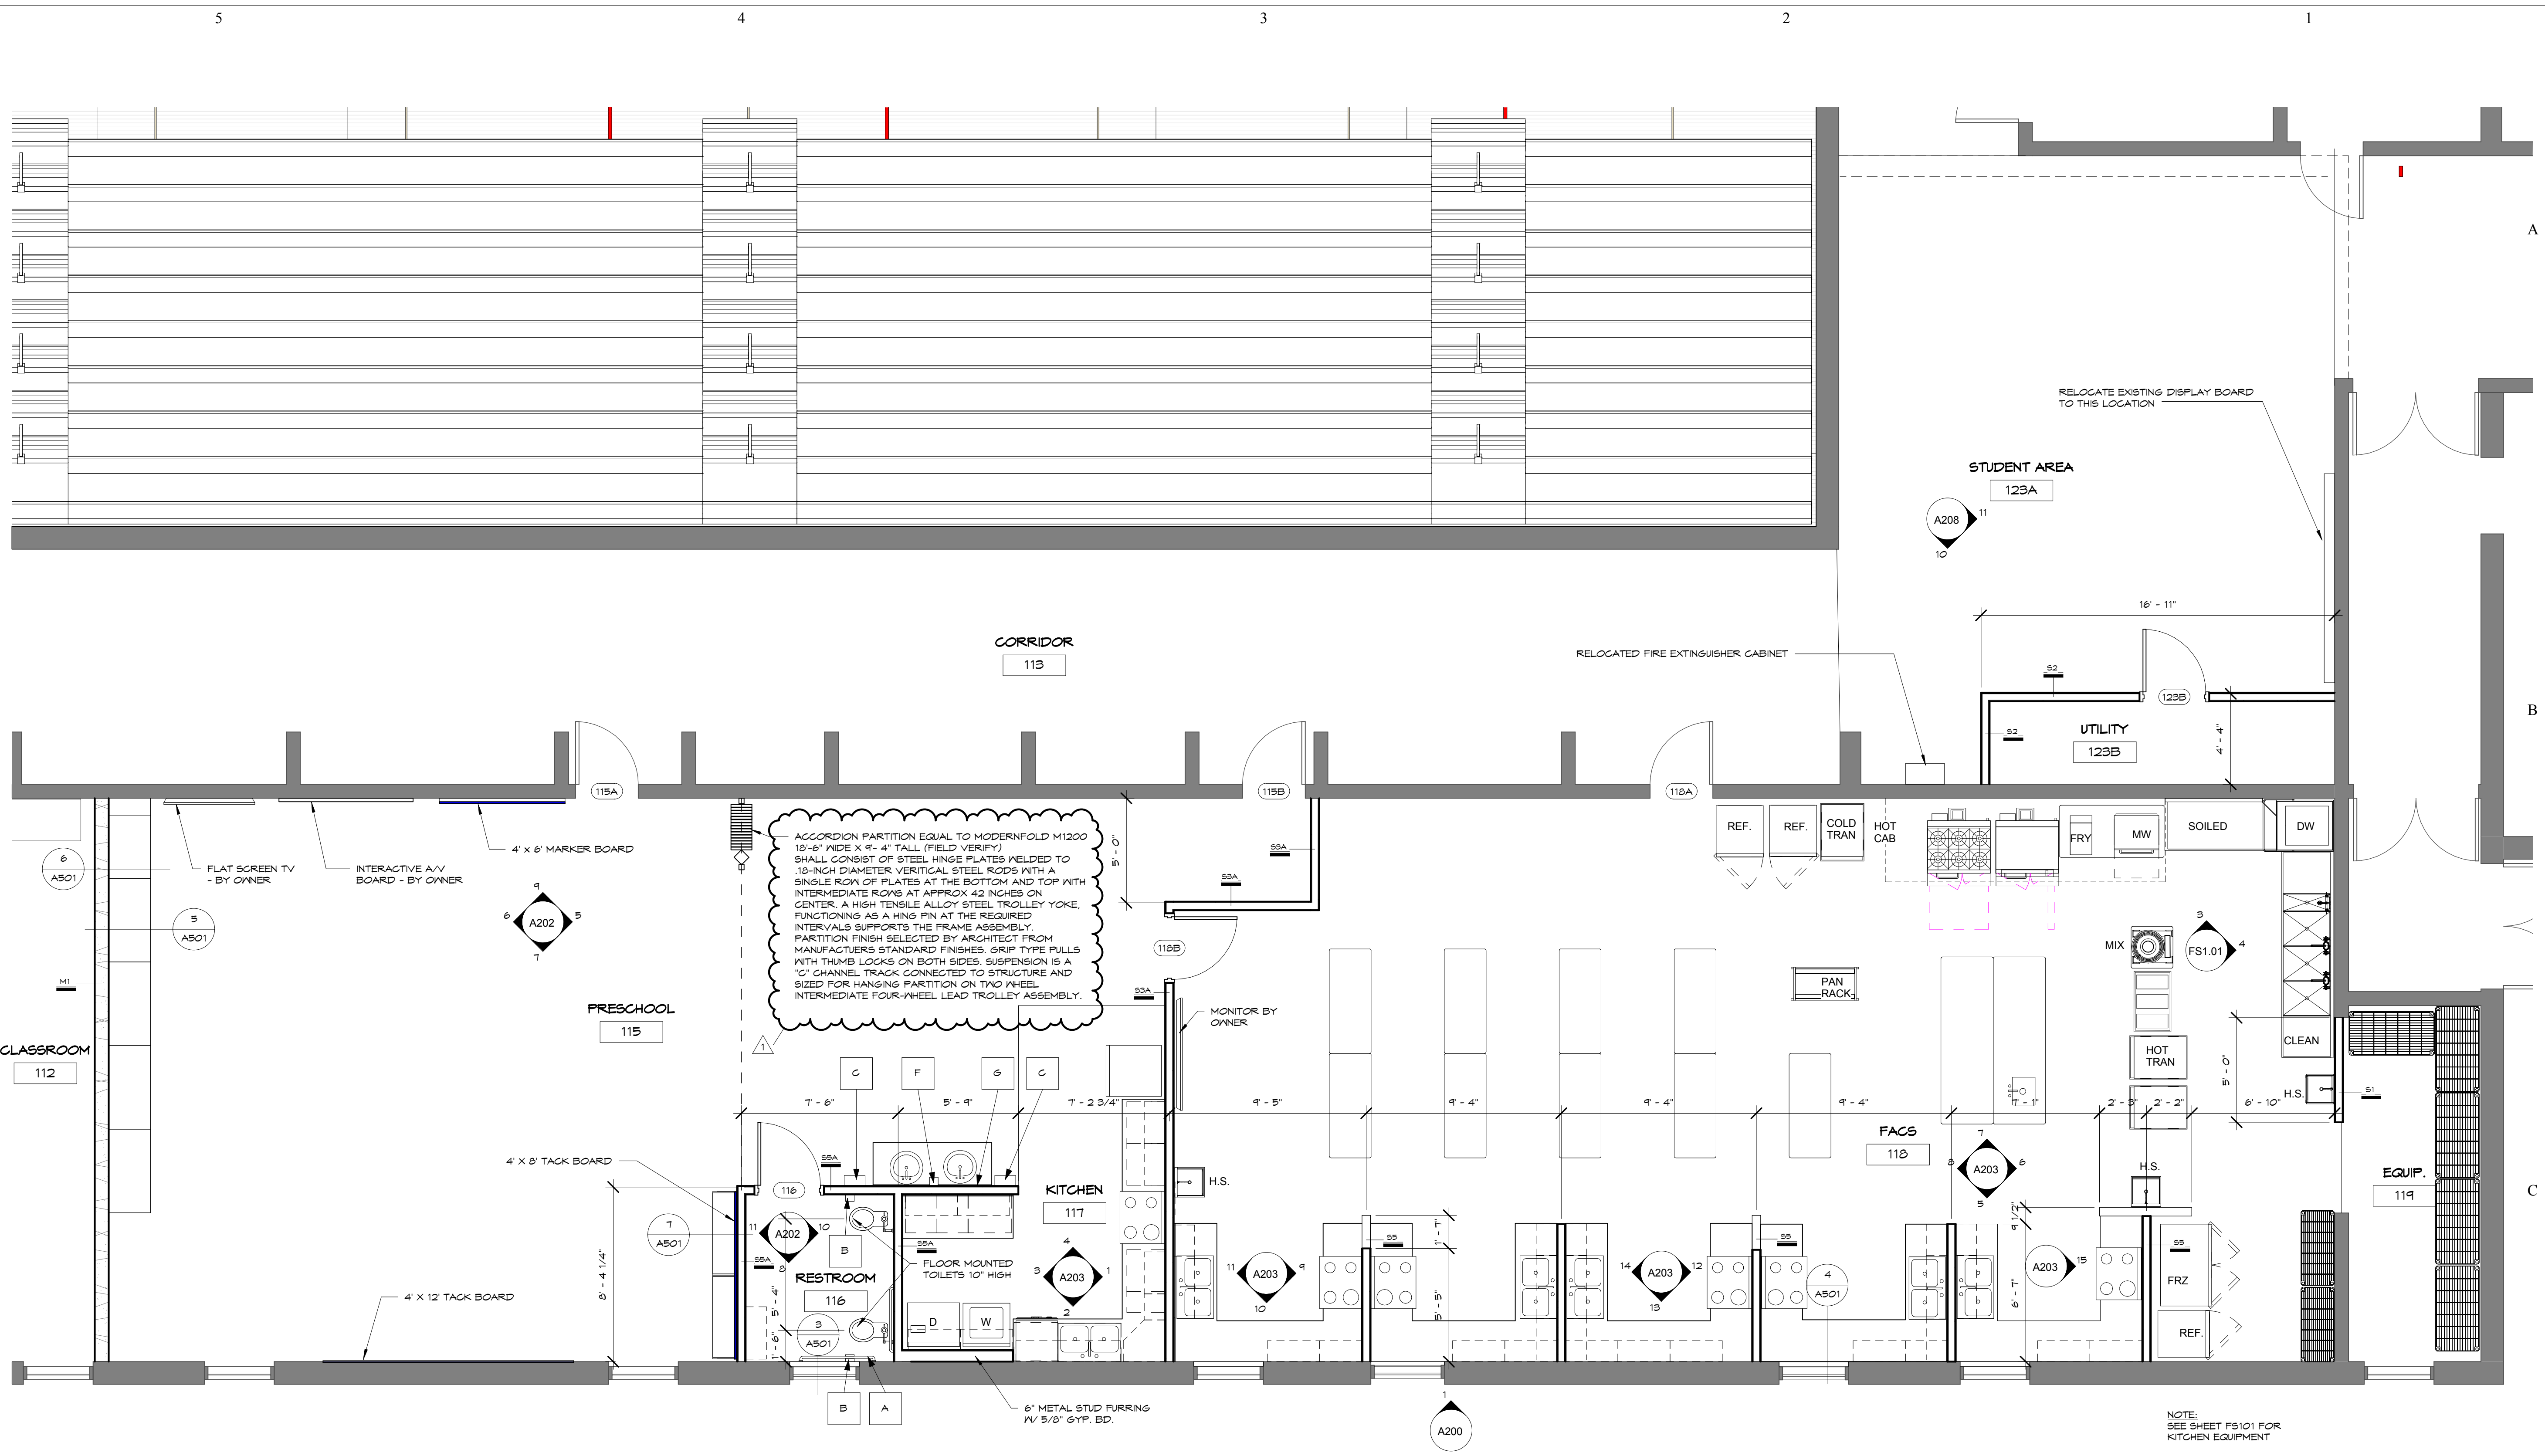 5
4
3
2
1
A
B
C
RELOCATE EXISTING DISPLAY BOARD
TO THIS LOCATION
STUDENT AREA
123A
A208
11
10
16' - 11"
CORRIDOR
113
RELOCATED FIRE EXTINGUISHER CABINET
S2
123B
S2
UTILITY
123B
4' - 4"
115A
115B
118A
6
A501
FLAT SCREEN TV
- BY OWNER
INTERACTIVE A/V
BOARD - BY OWNER
4' x 6' MARKER BOARD
ACCORDION PARTITION EQUAL TO MODERNFOLD M1200
18'-6" WIDE X 9'- 4" TALL (FIELD VERIFY)
SHALL CONSIST OF STEEL HINGE PLATES WELDED TO
.18-INCH DIAMETER VERITICAL STEEL RODS WITH A
SINGLE ROW OF PLATES AT THE BOTTOM AND TOP WITH
INTERMEDIATE ROWS AT APPROX 42 INCHES ON
CENTER. A HIGH TENSILE ALLOY STEEL TROLLEY YOKE,
FUNCTIONING AS A HING PIN AT THE REQUIRED
INTERVALS SUPPORTS THE FRAME ASSEMBLY.
PARTITION FINISH SELECTED BY ARCHITECT FROM
MANUFACTUERS STANDARD FINISHES. GRIP TYPE PULLS
WITH THUMB LOCKS ON BOTH SIDES. SUSPENSION IS A
"C" CHANNEL TRACK CONNECTED TO STRUCTURE AND
SIZED FOR HANGING PARTITION ON TWO WHEEL
INTERMEDIATE FOUR-WHEEL LEAD TROLLEY ASSEMBLY.
1
5' - 0"
S3A
S3A
118B
S3A
5
A501
9
6
A202
5
7
M1
PRESCHOOL
115
CLASSROOM
112
MONITOR BY
OWNER
REF.
REF.
COLD
TRAN
HOT
CAB
FRY
MW
SOILED
DW
MIX
3
FS1.01
4
PAN
RACK
HOT
TRAN
CLEAN
5' - 0"
H.S.
S1
C
F
G
C
7' - 6"
5' - 9"
7' - 2 3/4"
9' - 5"
9' - 4"
9' - 4"
9' - 4"
7' - 1"
2' - 3"
2' - 2"
6' - 10"
FACS
118
7
8
A203
6
5
H.S.
EQUIP.
119
4' X 8' TACK BOARD
S5A
116
H.S.
KITCHEN
117
7
A501
11
A202
10
8
B
S5A
S5A
RESTROOM
116
FLOOR MOUNTED
TOILETS 10" HIGH
8' - 4 1/4"
5' - 4"
1' - 6"
4' X 12' TACK BOARD
3
A501
D
W
4
3
A203
1
2
11
A203
9
10
S5
1' - 7"
5' - 5"
14
A203
12
13
S5
4
A501
9 1/2"
6' - 7"
A203
15
S5
FRZ
REF.
B
A
6" METAL STUD FURRING
W/ 5/8" GYP. BD.
1
A200
NOTE:
SEE SHEET FS101 FOR
KITCHEN EQUIPMENT